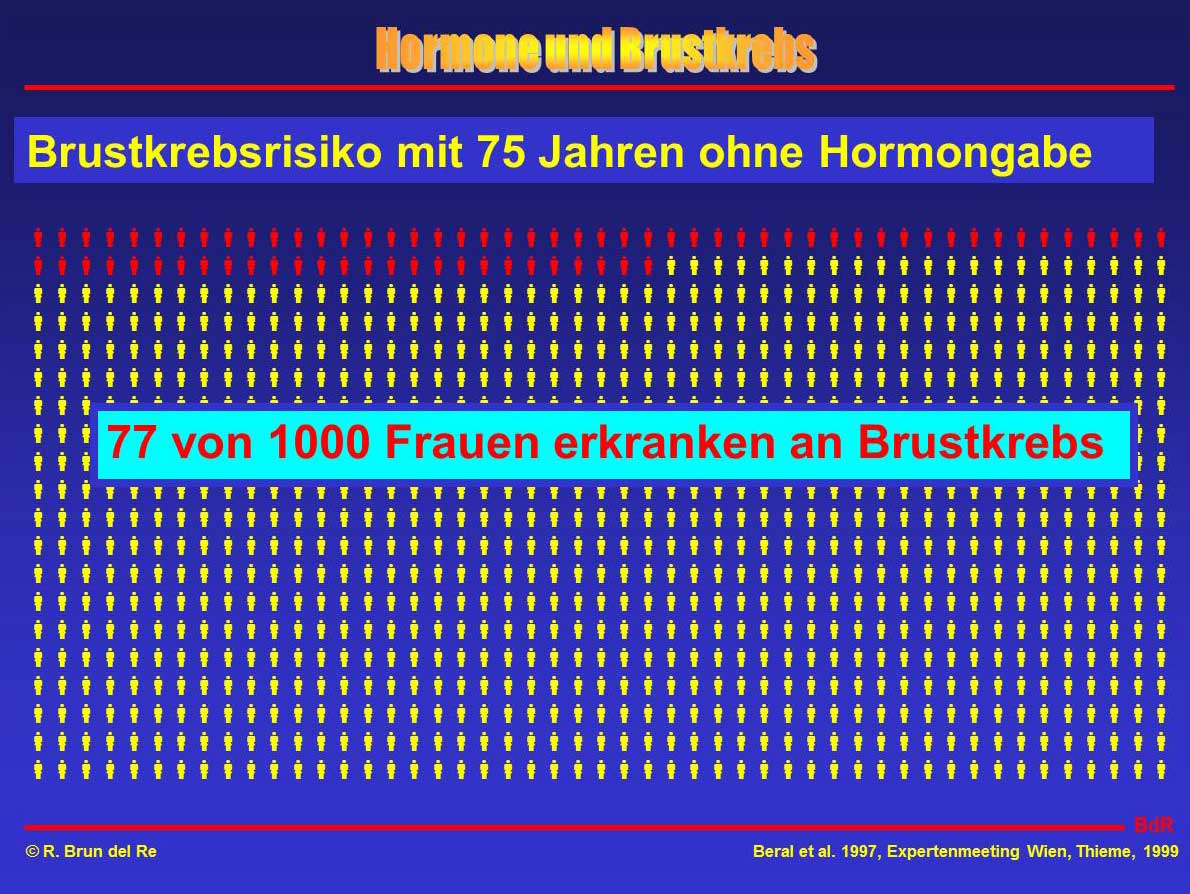 Hormone und Brustkrebs
Brustkrebsrisiko mit 75 Jahren ohne Hormongabe
77 von 1000 Frauen erkranken an Brustkrebs
BdR
© R. Brun del Re
Beral et al. 1997, Expertenmeeting Wien, Thieme, 1999